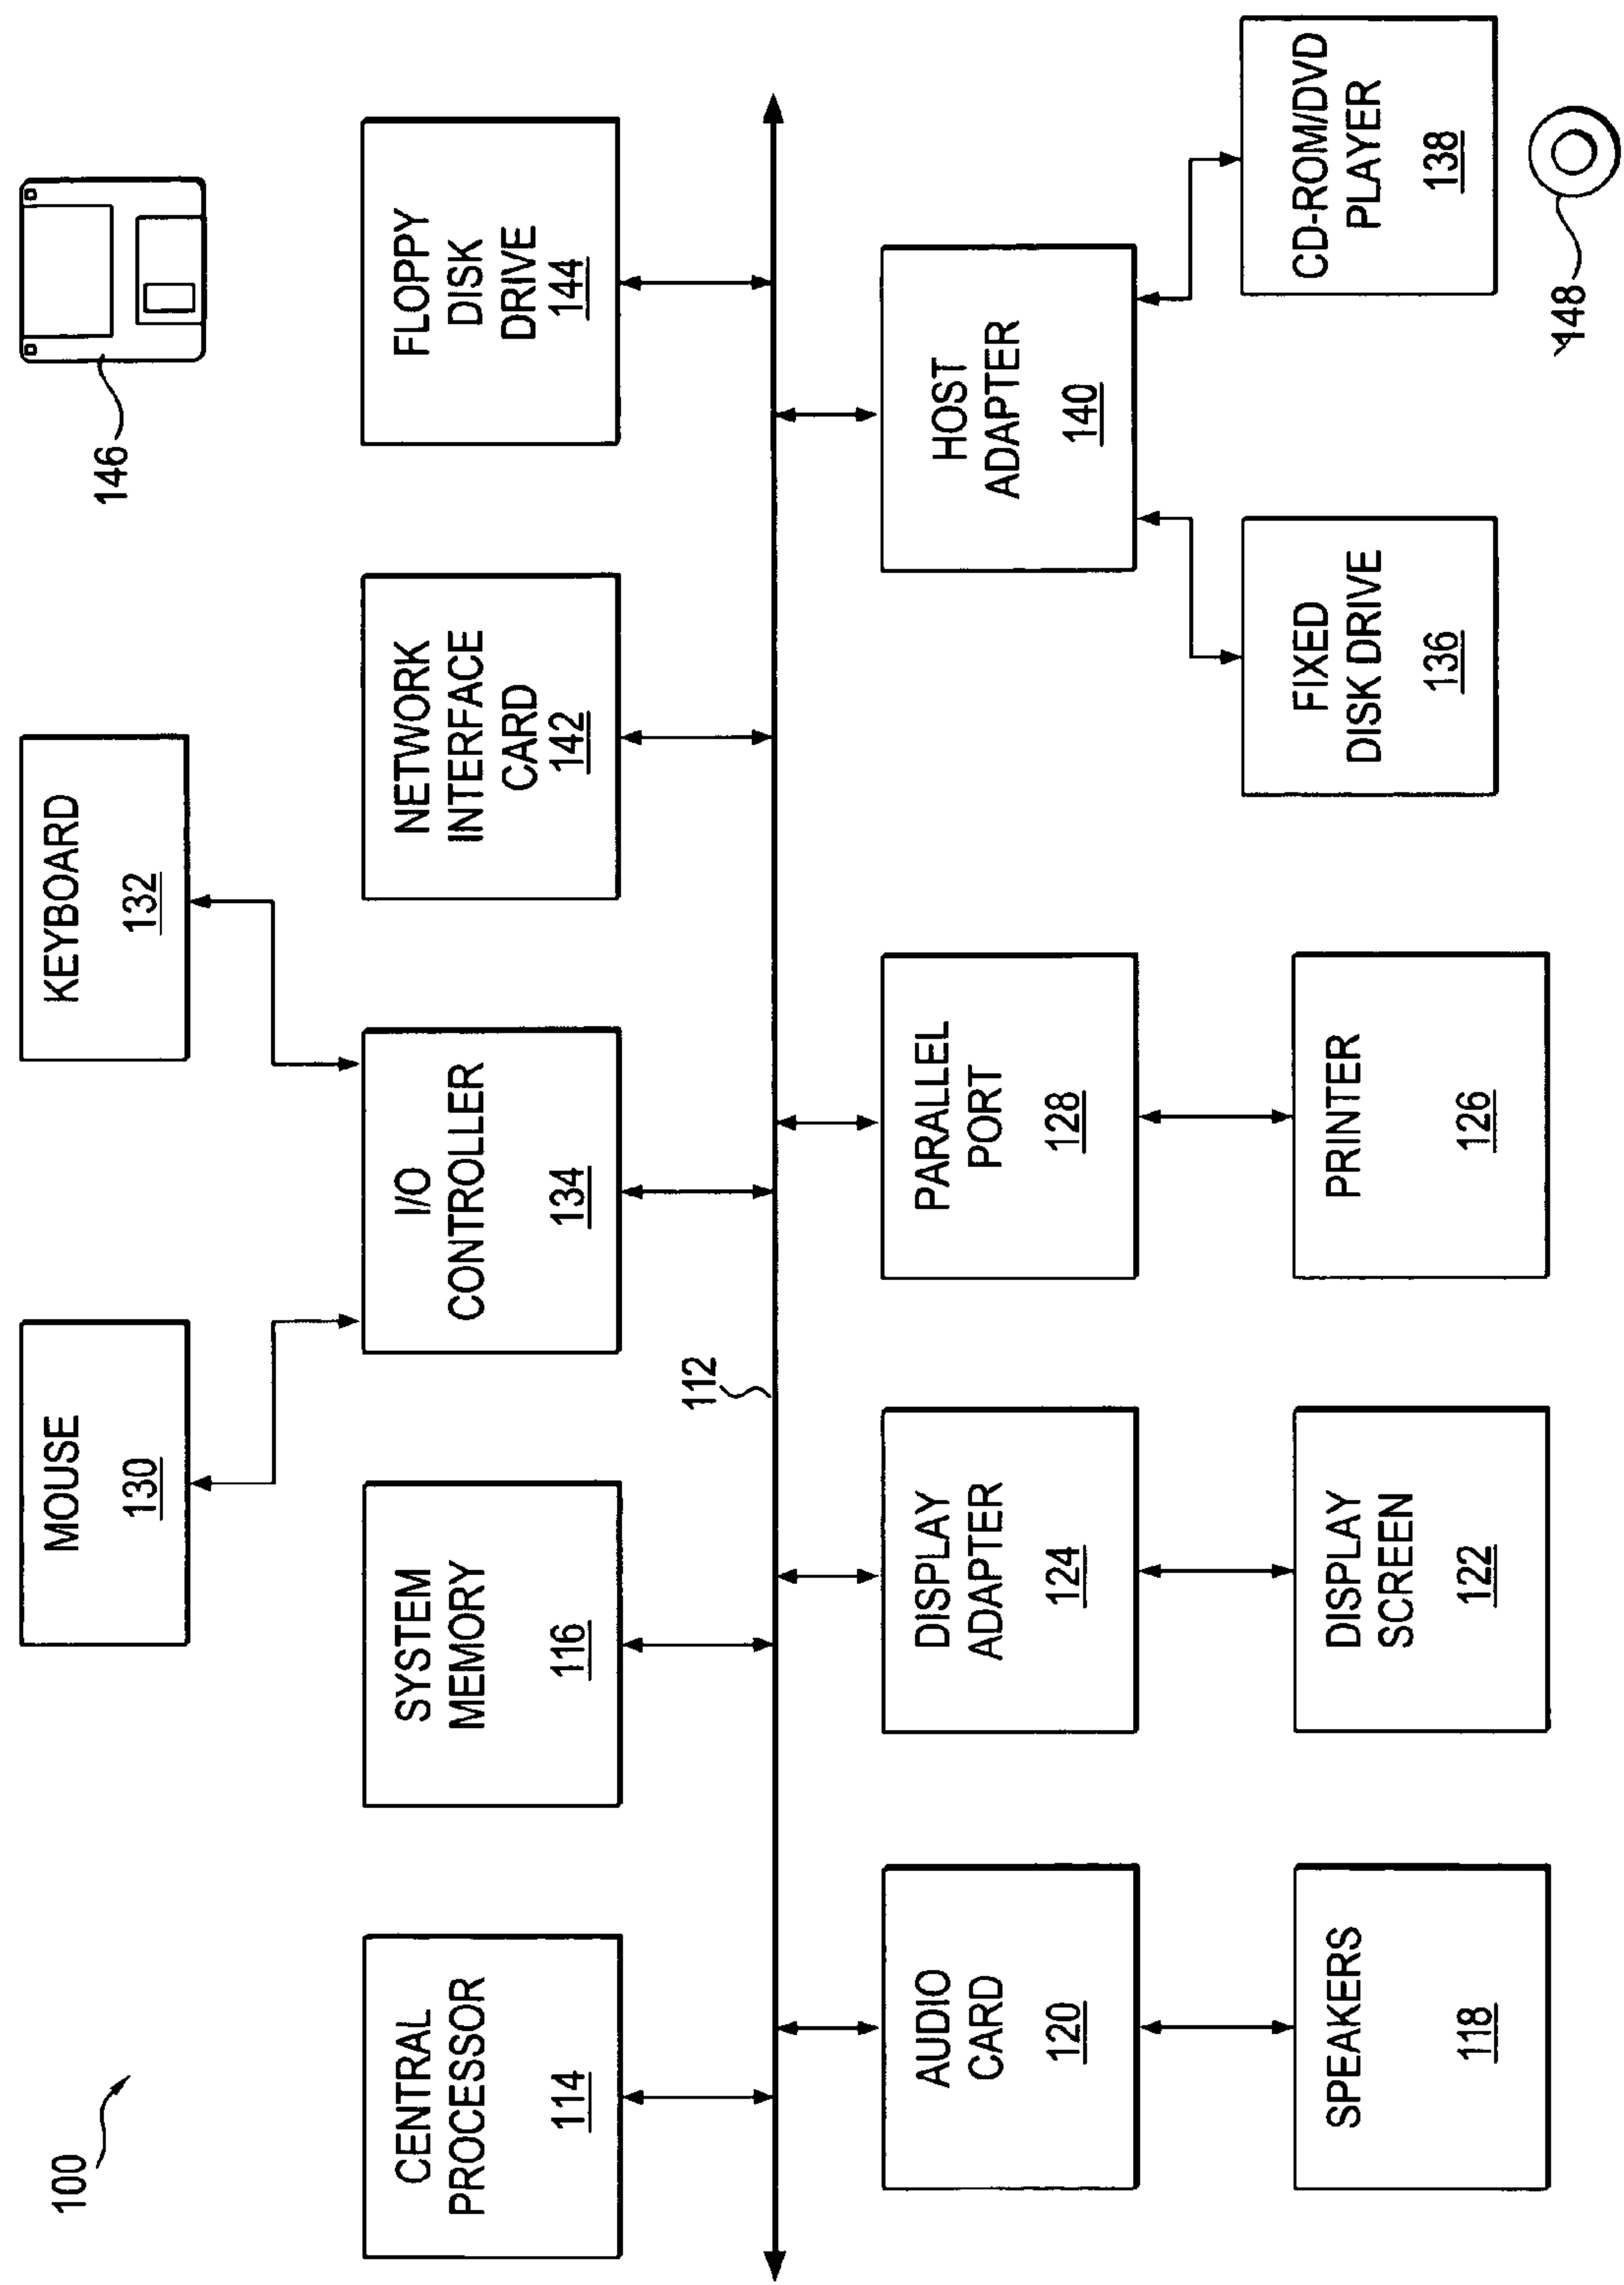 100
MOUSE
130
KEYBOARD
132
146
CENTRAL
PROCESSOR
114
SYSTEM
MEMORY
116
I/O
CONTROLLER
134
NETWORK
INTERFACE
CARD
142
FLOPPY
DISK
DRIVE
144
112
AUDIO
CARD
120
DISPLAY
ADAPTER
124
PARALLEL
PORT
128
HOST
ADAPTER
140
SPEAKERS
118
DISPLAY
SCREEN
122
PRINTER
126
FIXED
DISK DRIVE
136
CD-ROM/DVD
PLAYER
138
148